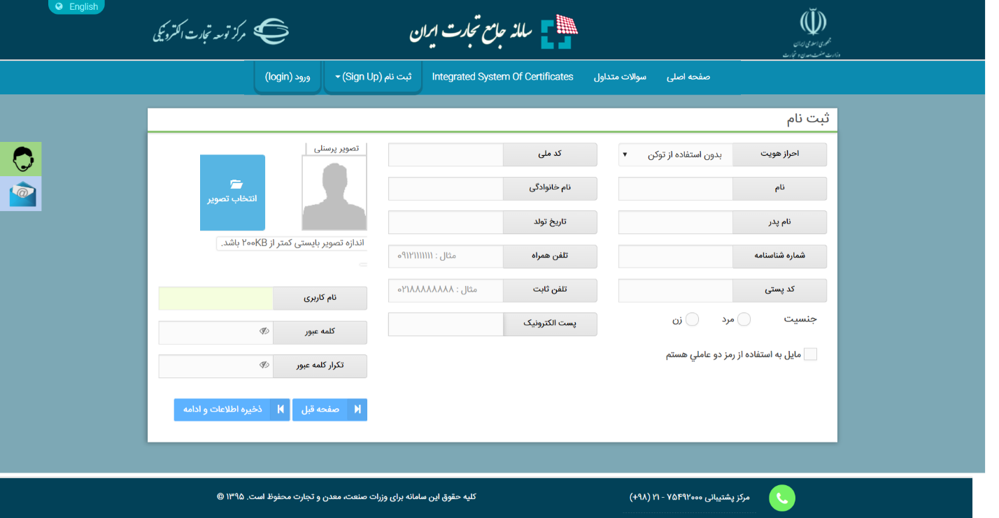 English
مرکز توسعه تجارت الکترونیکی
سامانه جامع تجارت ایران
جمهوری اسلامی ایران
وزارت صنعت، معدن و تجارت
صفحه اصلی
سوالات متداول
Integrated System Of Certificates
ثبت نام (Sign Up)
ورود (login)
ثبت نام
احراز هویت
بدون استفاده از توکن
کد ملی
تصویر پرسنلی
انتخاب تصویر
نام
نام خانوادگی
نام پدر
تاریخ تولد
اندازه تصویر بایستی کمتر از ۲۰۰KB باشد.
شماره شناسنامه
تلفن همراه
مثال : ۰۹۱۲۱۱۱۱۱۱۱
کد پستی
تلفن ثابت
مثال : ۰۲۱۸۸۸۸۸۸۸۸
نام کاربری
جنسیت
مرد
زن
پست الکترونیک
کلمه عبور
مایل به استفاده از رمز دو عاملي هستم
تکرار کلمه عبور
صفحه قبل
ذخیره اطلاعات و ادامه
مرکز پشتیبانی ۷۵۴۹۲۰۰۰ - ۲۱ (۹۸+)
کلیه حقوق این سامانه برای وزرات صنعت، معدن و تجارت محفوظ است. ۱۳۹۵ ©